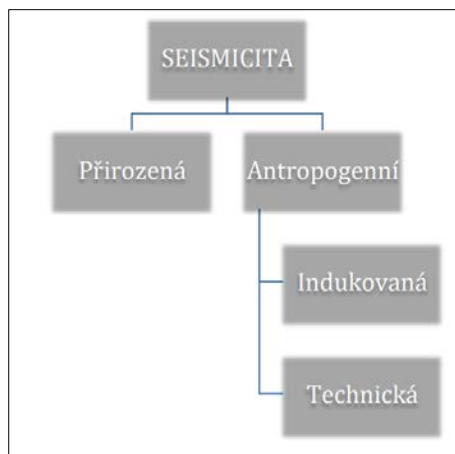 SEISMICITA
Přirozená
Antropogenní
Indukovaná
Technická